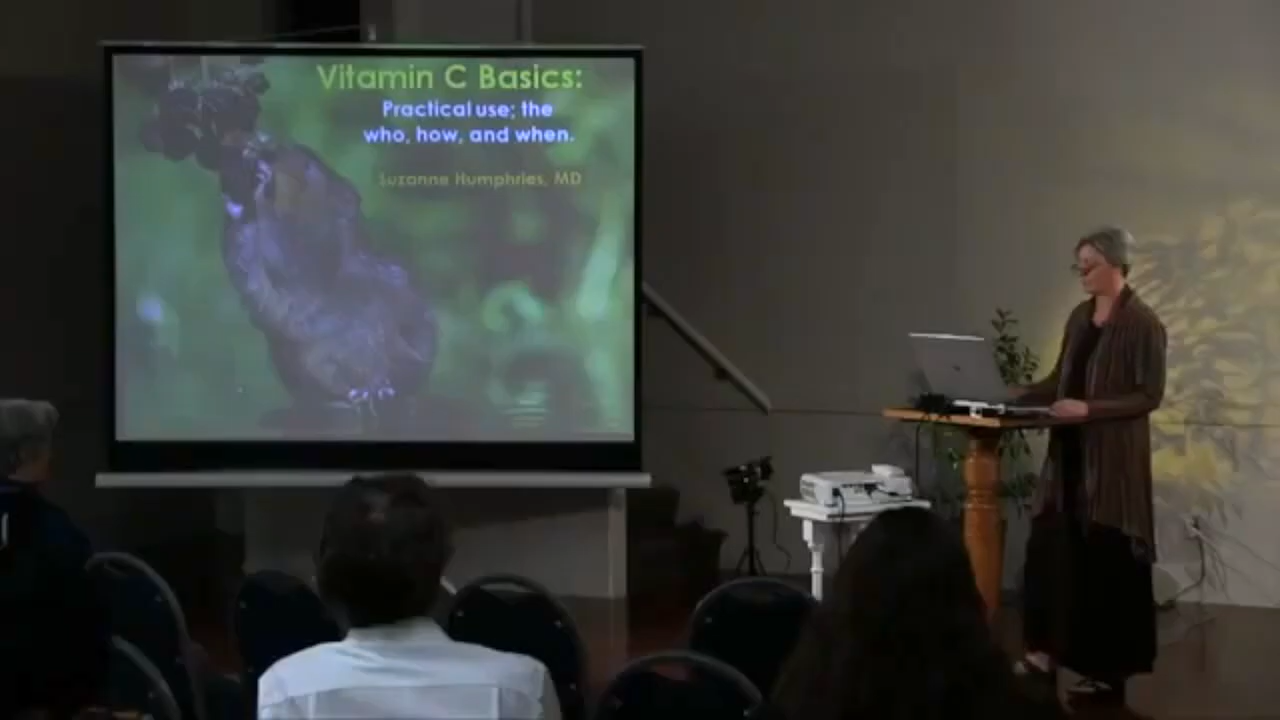 Vitamin C Basics:
Practical use; the
who, how, and when.
Suzanne Humphries, MD